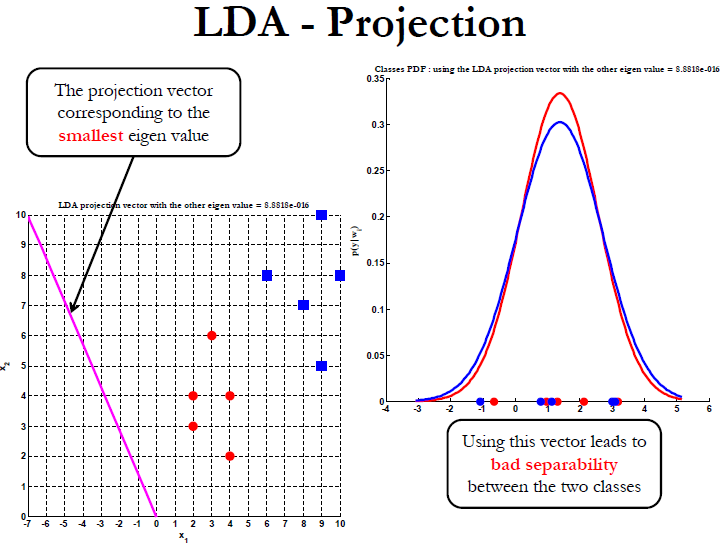 LDA - Projection
The projection vector
corresponding to the
smallest eigen value
LDA projection vector with the other eigen value = 8.8818e-016
10
9
8
7
6
5
4
3
2
1
0
x2
-7 -6 -5 -4 -3 -2 -1 0 1 2 3 4 5 6 7 8 9 10
x1
Classes PDF : using the LDA projection vector with the other eigen value = 8.8818e-016
0.35
0.3
0.25
0.2
0.15
0.1
0.05
0
p(y|wi)
-4 -3 -2 -1 0 1 2 3 4 5 6
Using this vector leads to
bad separability
between the two classes